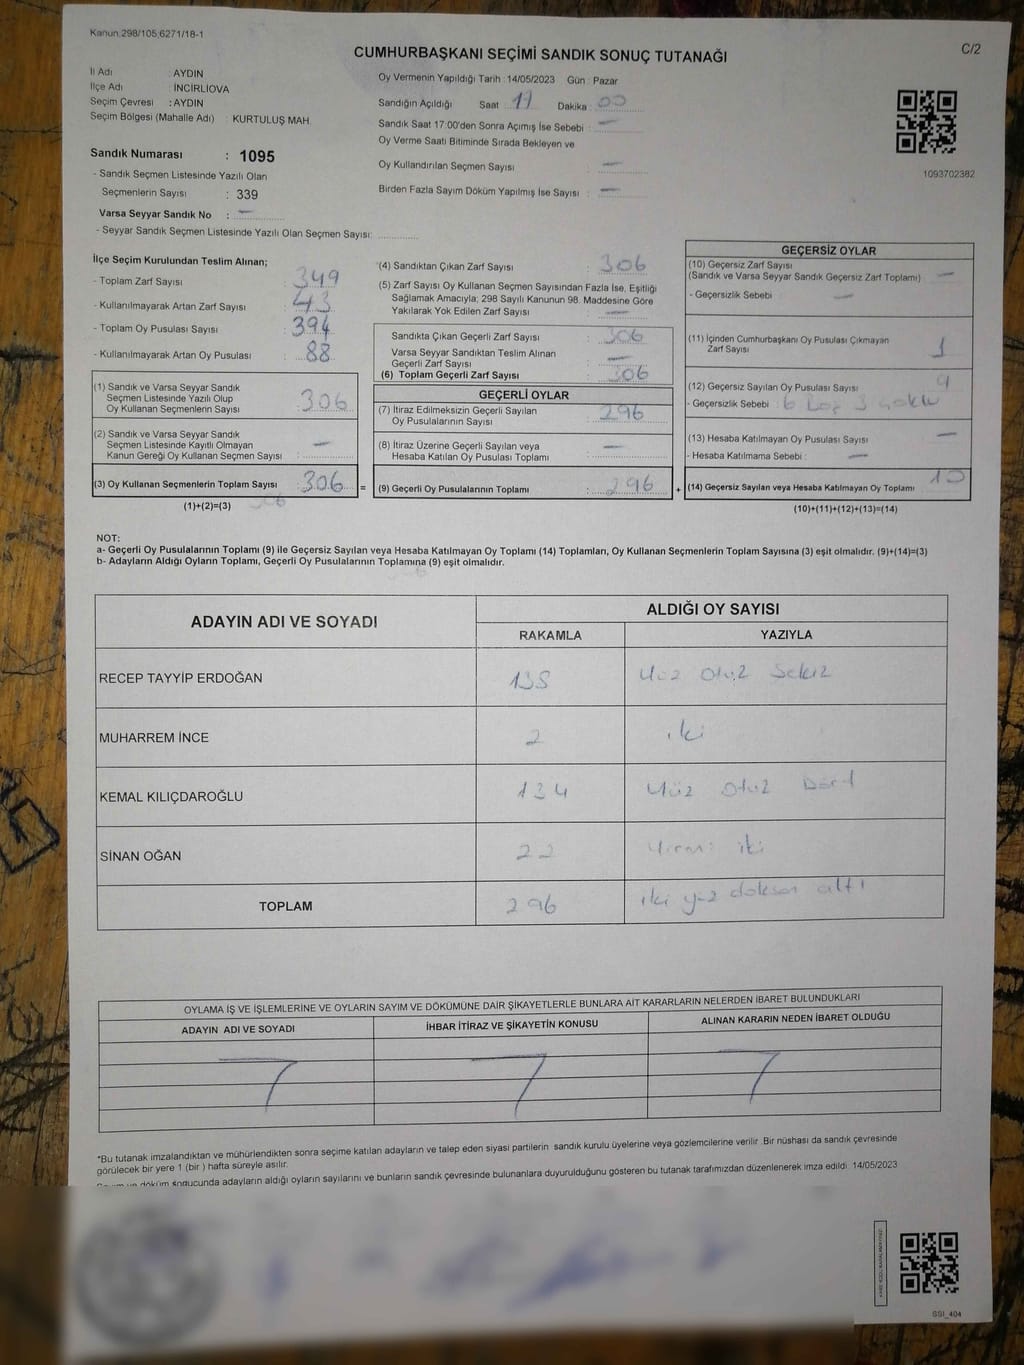 Kanun.298/105,6271/18-1
C/2
CUMHURBAŞKANI SEÇİMİ SANDIK SONUÇ TUTANAĞI
İl Adı : AYDIN
İlçe Adı : İNCİRLİOVA
Seçim Çevresi : AYDIN
Seçim Bölgesi (Mahalle Adı) : KURTULUŞ MAH.
Sandık Numarası : 1095
- Sandık Seçmen Listesinde Yazılı Olan
Seçmenlerin Sayısı : 339
Varsa Seyyar Sandık No : —
- Seyyar Sandık Seçmen Listesinde Yazılı Olan Seçmen Sayısı:
Oy Vermenin Yapıldığı Tarih : 14/05/2023 Gün : Pazar
Sandığın Açıldığı Saat 17 Dakika 00
Sandık Saat 17:00'den Sonra Açımış İse Sebebi : —
Oy Verme Saati Bitiminde Sırada Bekleyen ve
Oy Kullandırılan Seçmen Sayısı : —
Birden Fazla Sayım Döküm Yapılmış İse Sayısı : —
1093702382
İlçe Seçim Kurulundan Teslim Alınan;
- Toplam Zarf Sayısı : 349
- Kullanılmayarak Artan Zarf Sayısı : 43
- Toplam Oy Pusulası Sayısı : 394
- Kullanılmayarak Artan Oy Pusulası : 88
(1) Sandık ve Varsa Seyyar Sandık
Seçmen Listesinde Yazılı Olup
Oy Kullanan Seçmenlerin Sayısı : 306
(2) Sandık ve Varsa Seyyar Sandık
Seçmen Listesinde Kayıtlı Olmayan
Kanun Gereği Oy Kullanan Seçmen Sayısı : —
(3) Oy Kullanan Seçmenlerin Toplam Sayısı : 306
(1)+(2)=(3) 306
(4) Sandıktan Çıkan Zarf Sayısı : 306
(5) Zarf Sayısı Oy Kullanan Seçmen Sayısından Fazla İse, Eşitliği
Sağlamak Amacıyla; 298 Sayılı Kanunun 98. Maddesine Göre
Yakılarak Yok Edilen Zarf Sayısı : —
Sandıkta Çıkan Geçerli Zarf Sayısı : 306
Varsa Seyyar Sandıktan Teslim Alınan
Geçerli Zarf Sayısı : —
(6) Toplam Geçerli Zarf Sayısı : 306
GEÇERLİ OYLAR
(7) İtiraz Edilmeksizin Geçerli Sayılan
Oy Pusulalarının Sayısı : 296
(8) İtiraz Üzerine Geçerli Sayılan veya
Hesaba Katılan Oy Pusulası Toplamı : —
= (9) Geçerli Oy Pusulalarının Toplamı : 296
GEÇERSİZ OYLAR
(10) Geçersiz Zarf Sayısı
(Sandık ve Varsa Seyyar Sandık Geçersiz Zarf Toplamı) : —
- Geçersizlik Sebebi : —
(11) İçinden Cumhurbaşkanı Oy Pusulası Çıkmayan
Zarf Sayısı : 1
(12) Geçersiz Sayılan Oy Pusulası Sayısı : 9
- Geçersizlik Sebebi : 6 Boş 3 Çoklu
(13) Hesaba Katılmayan Oy Pusulası Sayısı : —
- Hesaba Katılmama Sebebi : —
+ (14) Geçersiz Sayılan veya Hesaba Katılmayan Oy Toplamı : 10
(10)+(11)+(12)+(13)=(14)
NOT:
a- Geçerli Oy Pusulalarının Toplamı (9) ile Geçersiz Sayılan veya Hesaba Katılmayan Oy Toplamı (14) Toplamları, Oy Kullanan Seçmenlerin Toplam Sayısına (3) eşit olmalıdır. (9)+(14)=(3)
b- Adayların Aldığı Oyların Toplamı, Geçerli Oy Pusulalarının Toplamına (9) eşit olmalıdır.
ADAYIN ADI VE SOYADI ALDIĞI OY SAYISI
RAKAMLA YAZIYLA
RECEP TAYYİP ERDOĞAN 138 Yüz Otuz Sekiz
MUHARREM İNCE 2 iki
KEMAL KILIÇDAROĞLU 134 Yüz Otuz Dört
SİNAN OĞAN 22 Yirmi iki
TOPLAM 296 iki yüz doksan altı
OYLAMA İŞ VE İŞLEMLERİNE VE OYLARIN SAYIM VE DÖKÜMÜNE DAİR ŞİKAYETLERLE BUNLARA AİT KARARLARIN NELERDEN İBARET BULUNDUKLARI
ADAYIN ADI VE SOYADI İHBAR İTİRAZ VE ŞİKAYETİN KONUSU ALINAN KARARIN NEDEN İBARET OLDUĞU
*Bu tutanak imzalandıktan ve mühürlendikten sonra seçime katılan adayların ve talep eden siyasi partilerin sandık kurulu üyelerine veya gözlemcilerine verilir .Bir nüshası da sandık çevresinde
görülecek bir yere 1 (bir ) hafta süreyle asılır.
döküm sonucunda adayların aldığı oyların sayılarını ve bunların sandık çevresinde bulunanlara duyurulduğunu gösteren bu tutanak tarafımızdan düzenlenerek imza edildi. 14/05/2023
SSI_404